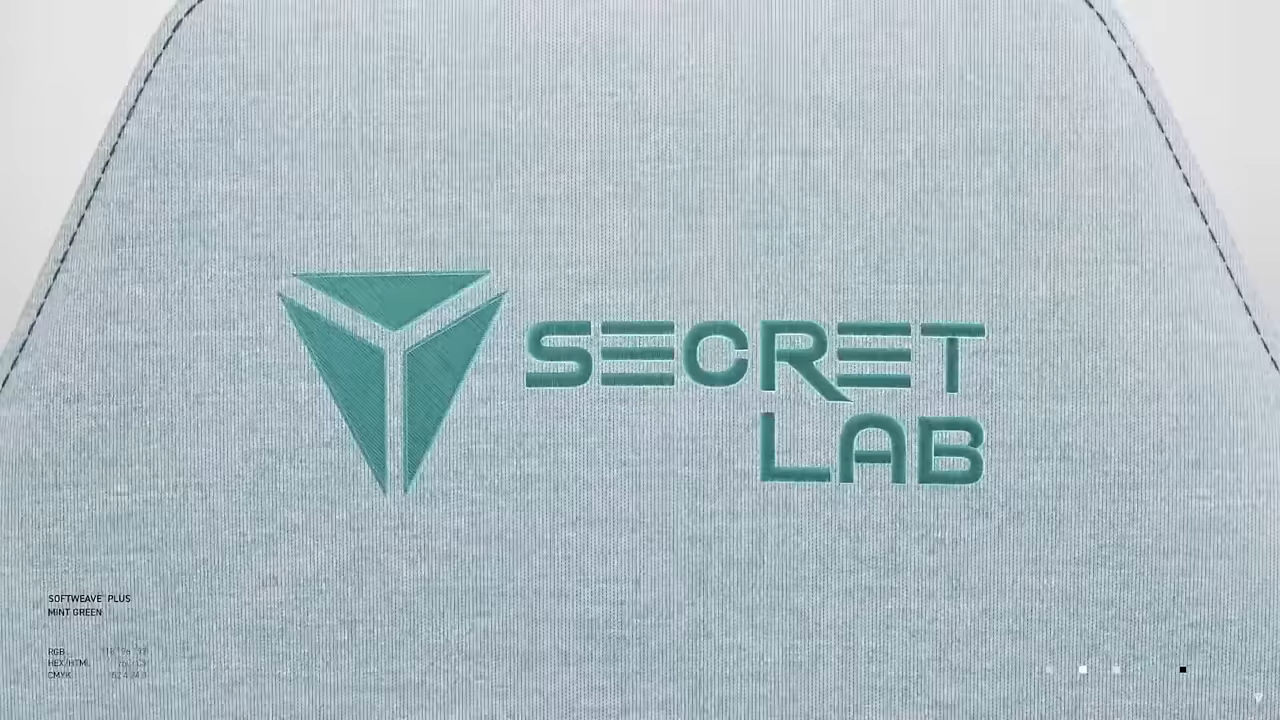 SECRET
LAB
SOFTWEAVE® PLUS
MINT GREEN
RGB
HEX/HTML
CMYK